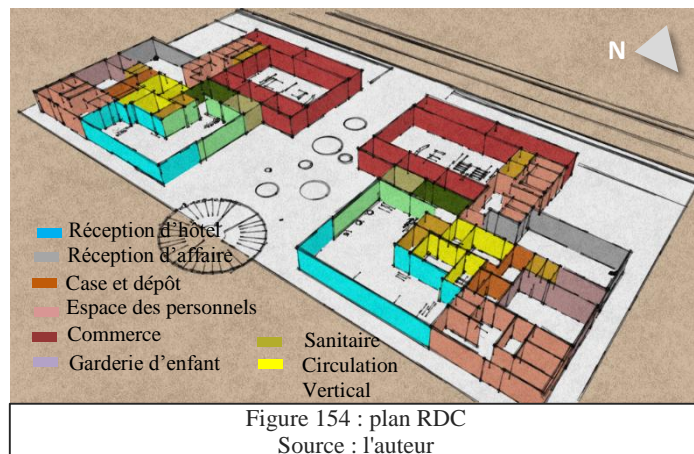 N
Réception d'hôtel
Réception d'affaire
Case et dépôt
Espace des personnels
Commerce
Garderie d'enfant
Sanitaire
Circulation
Vertical
Figure 154 : plan RDC
Source : l'auteur